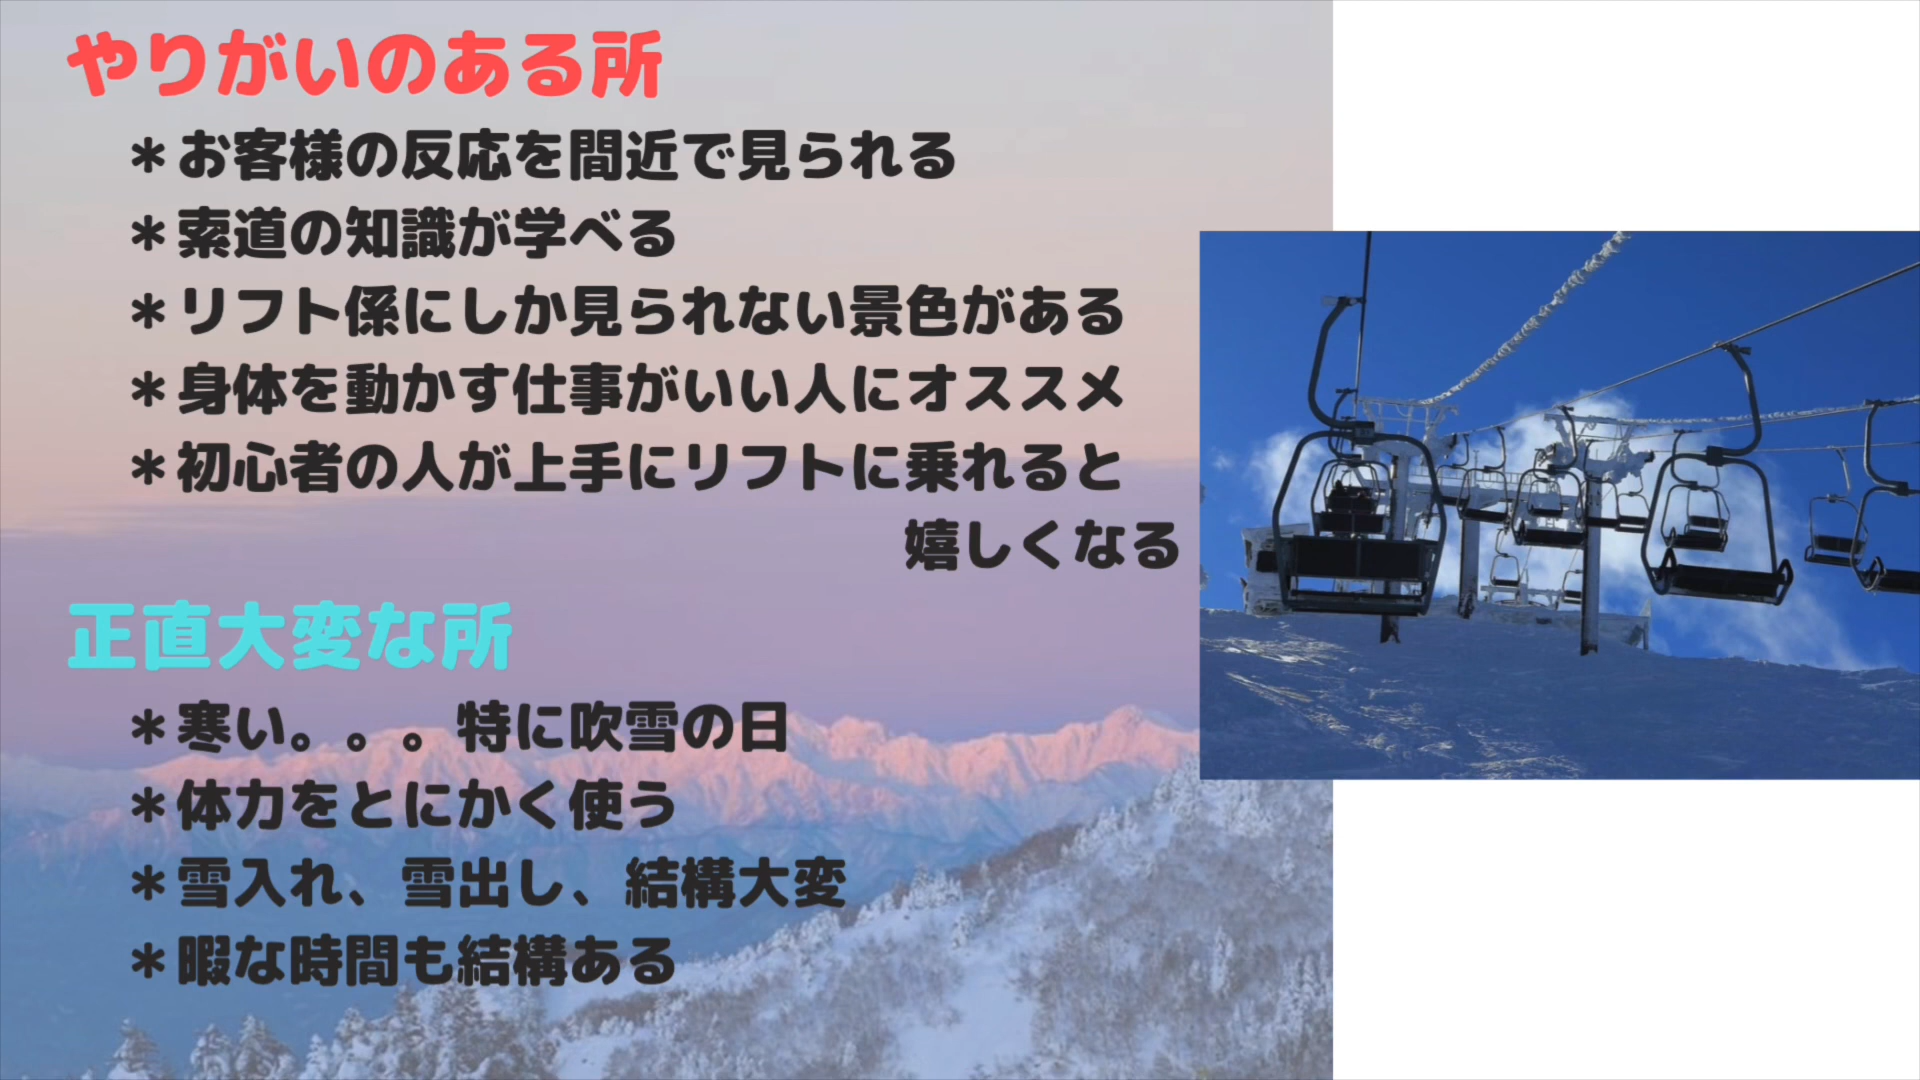 やりがいのある所
＊お客様の反応を間近で見られる
＊索道の知識が学べる
＊リフト係にしか見られない景色がある
＊身体を動かす仕事がいい人にオススメ
＊初心者の人が上手にリフトに乗れると
嬉しくなる
正直大変な所
＊寒い。。。特に吹雪の日
＊体力をとにかく使う
＊雪入れ、雪出し、結構大変
＊暇な時間も結構ある